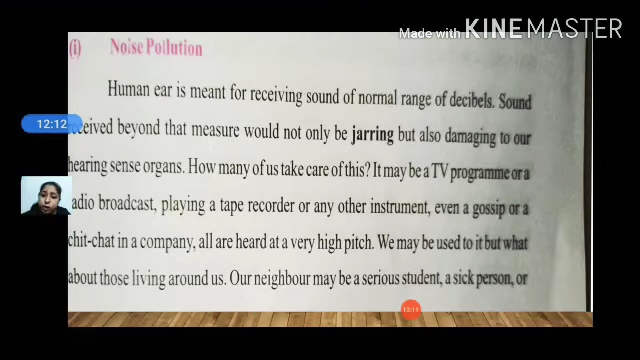 Made with KINEMASTER
(i) Noise Pollution
Human ear is meant for receiving sound of normal range of decibels. Sound
12:12
ceived beyond that measure would not only be jarring but also damaging to our
hearing sense organs. How many of us take care of this? It may be a TV programme or a
adio broadcast, playing a tape recorder or any other instrument, even a gossip or a
chit-chat in a company, all are heard at a very high pitch. We may be used to it but what
about those living around us. Our neighbour may be a serious student, a sick person, or
12:11